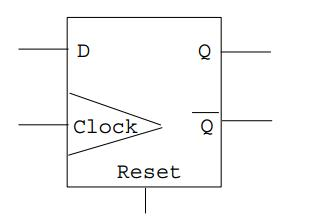 D Q
Clock Q̅
Reset